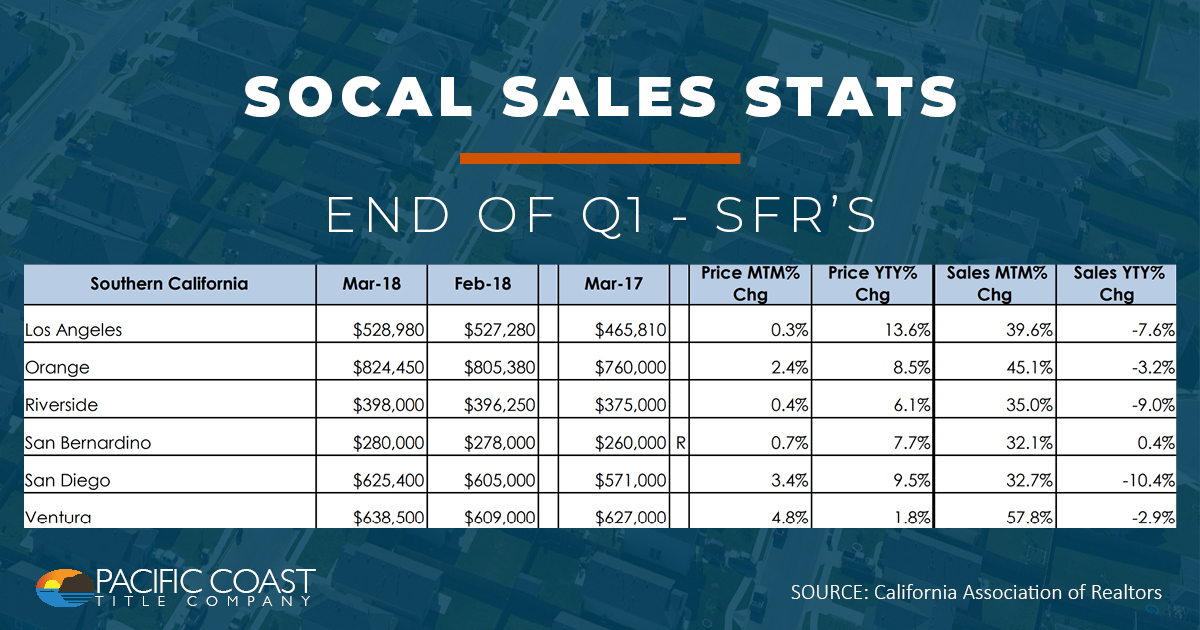 SOCAL SALES STATS
END OF Q1 - SFR'S
Southern California Mar-18 Feb-18 Mar-17 Price MTM% Chg Price YTY% Chg Sales MTM% Chg Sales YTY% Chg
Los Angeles $528,980 $527,280 $465,810 0.3% 13.6% 39.6% -7.6%
Orange $824,450 $805,380 $760,000 2.4% 8.5% 45.1% -3.2%
Riverside $398,000 $396,250 $375,000 0.4% 6.1% 35.0% -9.0%
San Bernardino $280,000 $278,000 $260,000 R 0.7% 7.7% 32.1% 0.4%
San Diego $625,400 $605,000 $571,000 3.4% 9.5% 32.7% -10.4%
Ventura $638,500 $609,000 $627,000 4.8% 1.8% 57.8% -2.9%
PACIFIC COAST
TITLE COMPANY
SOURCE: California Association of Realtors